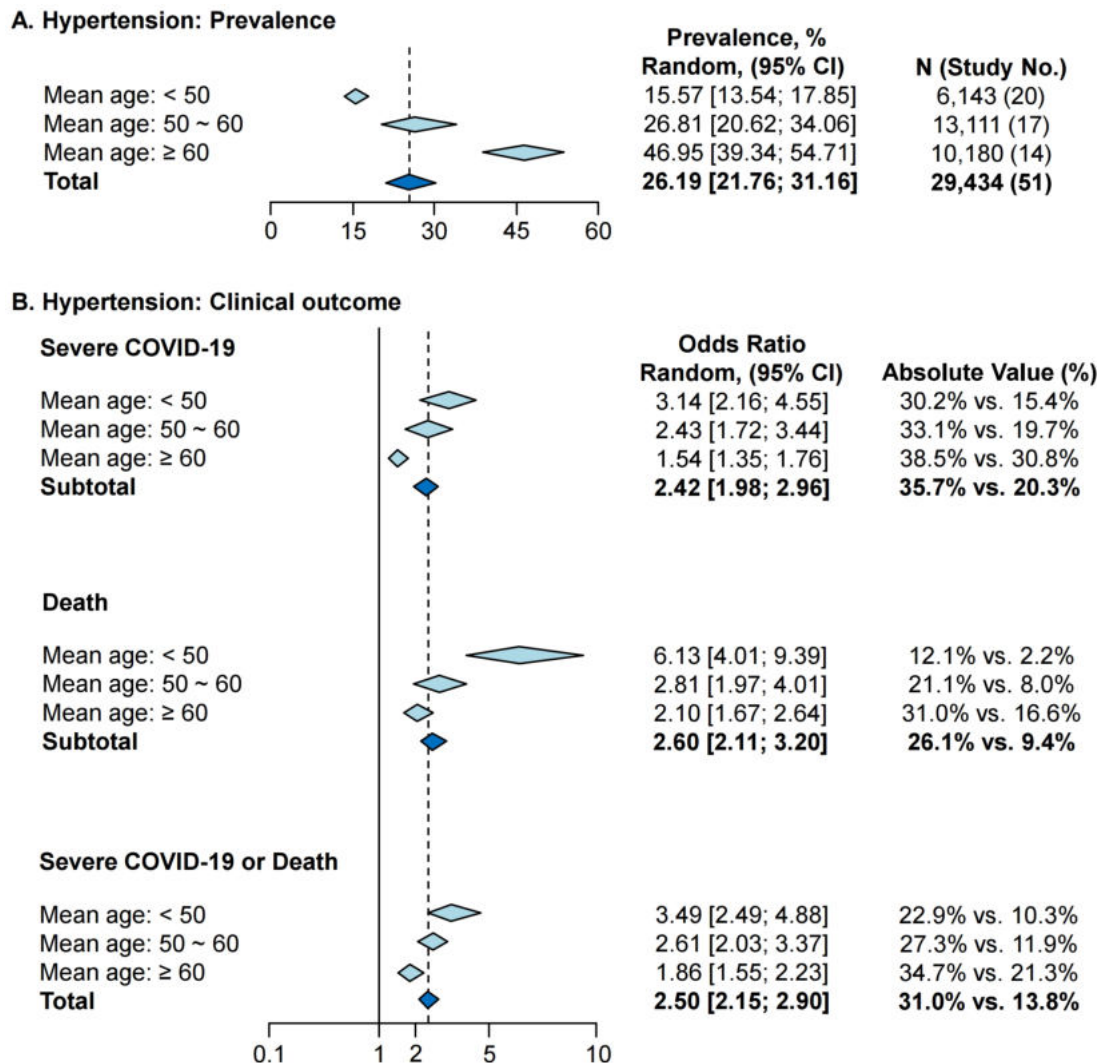 A. Hypertension: Prevalence
Prevalence, %
Random, (95% CI) N (Study No.)
Mean age: < 50 15.57 [13.54; 17.85] 6,143 (20)
Mean age: 50 ~ 60 26.81 [20.62; 34.06] 13,111 (17)
Mean age: ≥ 60 46.95 [39.34; 54.71] 10,180 (14)
Total 26.19 [21.76; 31.16] 29,434 (51)
0 15 30 45 60
B. Hypertension: Clinical outcome
Severe COVID-19 Odds Ratio
Random, (95% CI) Absolute Value (%)
Mean age: < 50 3.14 [2.16; 4.55] 30.2% vs. 15.4%
Mean age: 50 ~ 60 2.43 [1.72; 3.44] 33.1% vs. 19.7%
Mean age: ≥ 60 1.54 [1.35; 1.76] 38.5% vs. 30.8%
Subtotal 2.42 [1.98; 2.96] 35.7% vs. 20.3%
Death
Mean age: < 50 6.13 [4.01; 9.39] 12.1% vs. 2.2%
Mean age: 50 ~ 60 2.81 [1.97; 4.01] 21.1% vs. 8.0%
Mean age: ≥ 60 2.10 [1.67; 2.64] 31.0% vs. 16.6%
Subtotal 2.60 [2.11; 3.20] 26.1% vs. 9.4%
Severe COVID-19 or Death
Mean age: < 50 3.49 [2.49; 4.88] 22.9% vs. 10.3%
Mean age: 50 ~ 60 2.61 [2.03; 3.37] 27.3% vs. 11.9%
Mean age: ≥ 60 1.86 [1.55; 2.23] 34.7% vs. 21.3%
Total 2.50 [2.15; 2.90] 31.0% vs. 13.8%
0.1 1 2 5 10